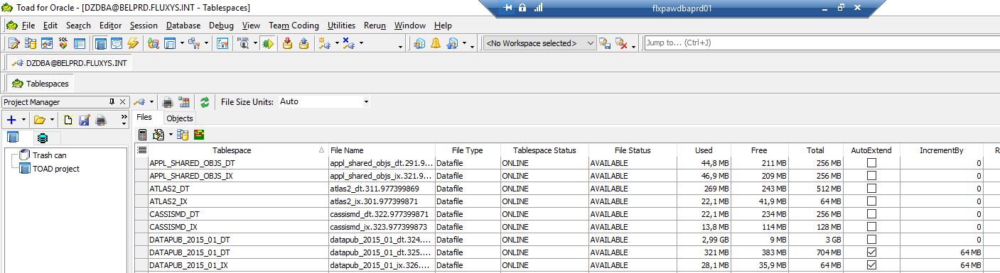 Toad for Oracle - [DZDBA@BELPRD.FLUXYS.INT - Tablespaces]
flxpawdbaprd01
File Edit Search Editor Session Database Debug View Team Coding Utilities Rerun Window Help
SQL
<No Workspace selected>
Jump to... (Ctrl+J)
DZDBA@BELPRD.FLUXYS.INT
Tablespaces
Project Manager
File Size Units: Auto
Files Objects
Trash can
TOAD project
Tablespace File Name File Type Tablespace Status File Status Used Free Total AutoExtend IncrementBy R
APPL_SHARED_OBJS_DT appl_shared_objs_dt.291.9... Datafile ONLINE AVAILABLE 44,8 MB 211 MB 256 MB 0
APPL_SHARED_OBJS_IX appl_shared_objs_ix.321.9... Datafile ONLINE AVAILABLE 46,9 MB 209 MB 256 MB 0
ATLAS2_DT atlas2_dt.311.977399869 Datafile ONLINE AVAILABLE 269 MB 243 MB 512 MB 0
ATLAS2_IX atlas2_ix.301.977399871 Datafile ONLINE AVAILABLE 22,1 MB 41,9 MB 64 MB 0
CASSISMD_DT cassismd_dt.322.977399871 Datafile ONLINE AVAILABLE 22,1 MB 234 MB 256 MB 0
CASSISMD_IX cassismd_ix.323.977399873 Datafile ONLINE AVAILABLE 13,8 MB 114 MB 128 MB 0
DATAPUB_2015_01_DT datapub_2015_01_dt.324.... Datafile ONLINE AVAILABLE 2,99 GB 9 MB 3 GB 0
DATAPUB_2015_01_DT datapub_2015_01_dt.325.... Datafile ONLINE AVAILABLE 321 MB 383 MB 704 MB 64 MB
DATAPUB_2015_01_IX datapub_2015_01_ix.326.... Datafile ONLINE AVAILABLE 28,1 MB 35,9 MB 64 MB 64 MB